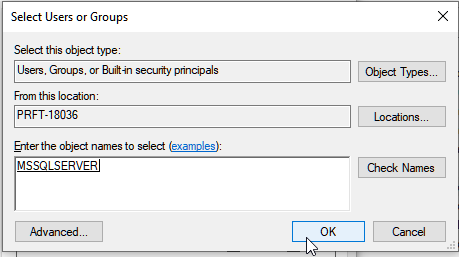 Select Users or Groups
Select this object type:
Users, Groups, or Built-in security principals
Object Types...
From this location:
PRFT-18036
Locations...
Enter the object names to select (examples):
MSSQLSERVER
Check Names
Advanced...
OK
Cancel